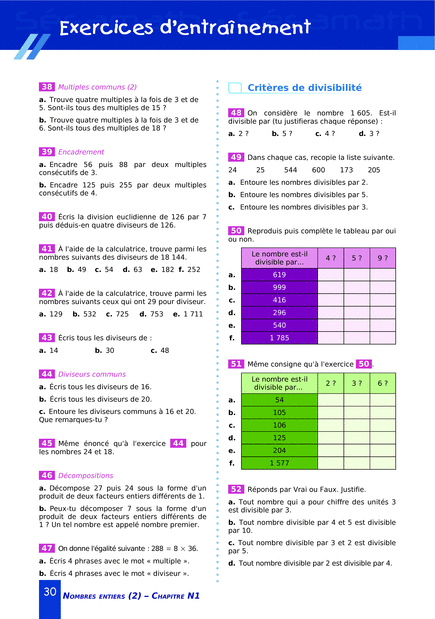 Exercices d'entraînement
38 Multiples communs (2)
a. Trouve quatre multiples à la fois de 3 et de
5. Sont-ils tous des multiples de 15 ?
b. Trouve quatre multiples à la fois de 3 et de
6. Sont-ils tous des multiples de 18 ?
39 Encadrement
a. Encadre 56 puis 88 par deux multiples
consécutifs de 3.
b. Encadre 125 puis 255 par deux multiples
consécutifs de 4.
40 Écris la division euclidienne de 126 par 7
puis déduis-en quatre diviseurs de 126.
41 À l'aide de la calculatrice, trouve parmi les
nombres suivants des diviseurs de 18 144.
a. 18 b. 49 c. 54 d. 63 e. 182 f. 252
42 À l'aide de la calculatrice, trouve parmi les
nombres suivants ceux qui ont 29 pour diviseur.
a. 129 b. 532 c. 725 d. 753 e. 1 711
43 Écris tous les diviseurs de :
a. 14 b. 30 c. 48
44 Diviseurs communs
a. Écris tous les diviseurs de 16.
b. Écris tous les diviseurs de 20.
c. Entoure les diviseurs communs à 16 et 20.
Que remarques-tu ?
45 Même énoncé qu'à l'exercice 44 pour
les nombres 24 et 18.
46 Décompositions
a. Décompose 27 puis 24 sous la forme d'un
produit de deux facteurs entiers différents de 1.
b. Peux-tu décomposer 7 sous la forme d'un
produit de deux facteurs entiers différents de
1 ? Un tel nombre est appelé nombre premier.
47 On donne l'égalité suivante : 288 = 8 × 36.
a. Écris 4 phrases avec le mot « multiple ».
b. Écris 4 phrases avec le mot « diviseur ».
Critères de divisibilité
48 On considère le nombre 1 605. Est-il
divisible par (tu justifieras chaque réponse) :
a. 2 ? b. 5 ? c. 4 ? d. 3 ?
49 Dans chaque cas, recopie la liste suivante.
24 25 544 600 173 205
a. Entoure les nombres divisibles par 2.
b. Entoure les nombres divisibles par 5.
c. Entoure les nombres divisibles par 3.
50 Reproduis puis complète le tableau par oui
ou non.
Le nombre est-il
divisible par... 4 ? 5 ? 9 ?
a. 619
b. 999
c. 416
d. 296
e. 540
f. 1 785
51 Même consigne qu'à l'exercice 50.
Le nombre est-il
divisible par... 2 ? 3 ? 6 ?
a. 54
b. 105
c. 106
d. 125
e. 204
f. 1 577
52 Réponds par Vrai ou Faux. Justifie.
a. Tout nombre qui a pour chiffre des unités 3
est divisible par 3.
b. Tout nombre divisible par 4 et 5 est divisible
par 10.
c. Tout nombre divisible par 3 et 2 est divisible
par 5.
d. Tout nombre divisible par 2 est divisible par 4.
30 NOMBRES ENTIERS (2) – CHAPITRE N1